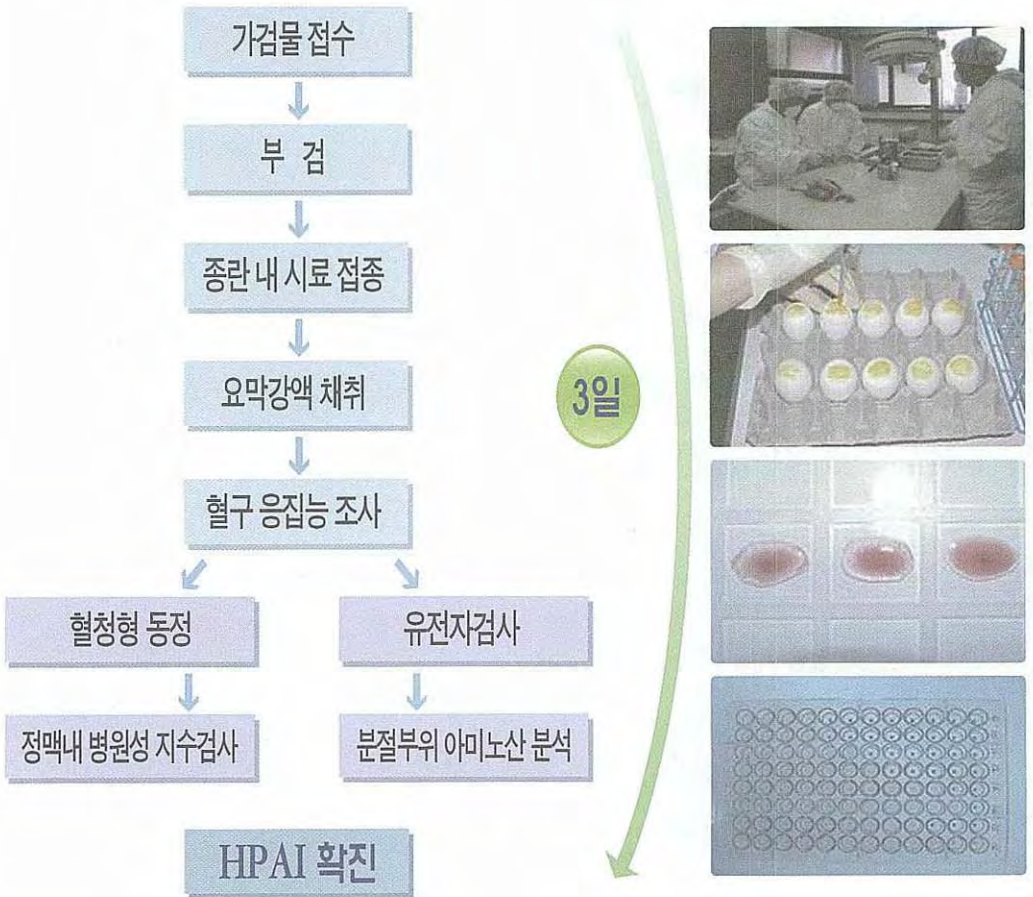 가검물 접수
부 검
종란 내 시료 접종
요막강액 채취
3일
혈구 응집능 조사
혈청형 동정
유전자검사
정맥내 병원성 지수검사
분절부위 아미노산 분석
HPAI 확진